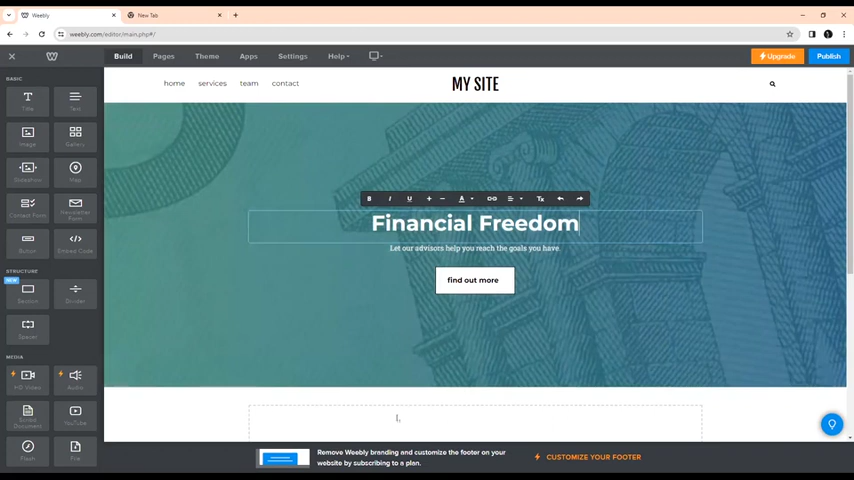 Weebly
New Tab
weebly.com/editor/main.php#/
Build Pages Theme Apps Settings Help Upgrade Publish
BASIC
Title Text
Image Gallery
Slideshow Map
Contact Form Newsletter Form
Button Embed Code
STRUCTURE
NEW
Section Divider
Spacer
MEDIA
HD Video Audio
Scribd Document YouTube
Flash File
home services team contact MY SITE
B I U + − A Tx
Financial Freedom
Let our advisors help you reach the goals you have.
find out more
Remove Weebly branding and customize the footer on your
website by subscribing to a plan.
CUSTOMIZE YOUR FOOTER